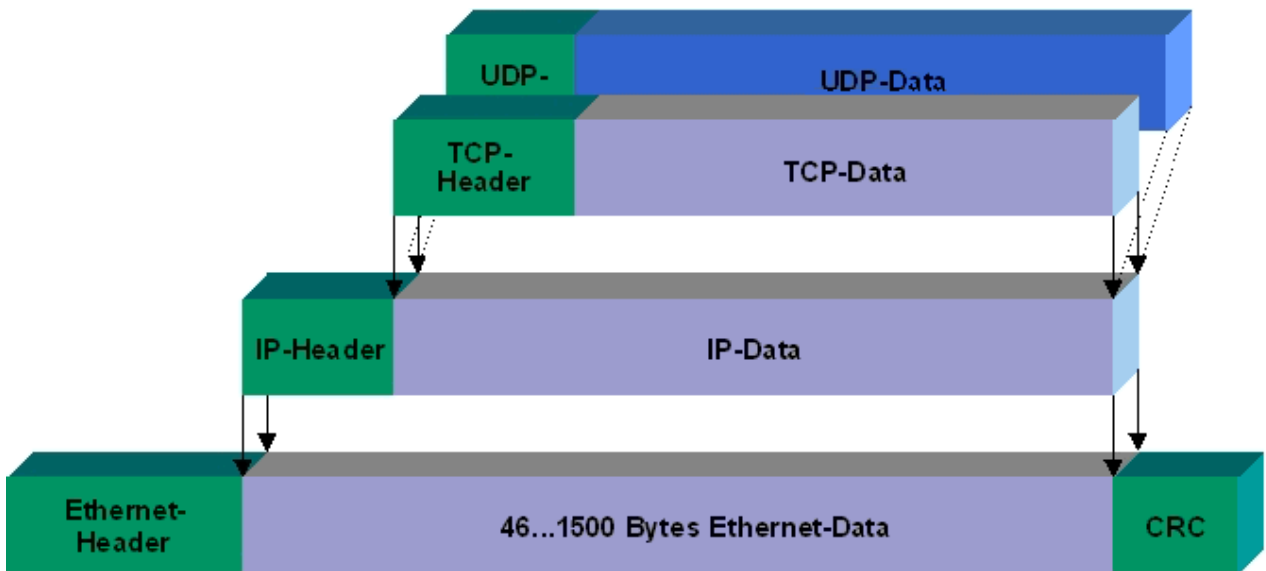 UDP-
UDP-Data
TCP-
Header
TCP-Data
IP-Header
IP-Data
Ethernet-
Header
46...1500 Bytes Ethernet-Data
CRC